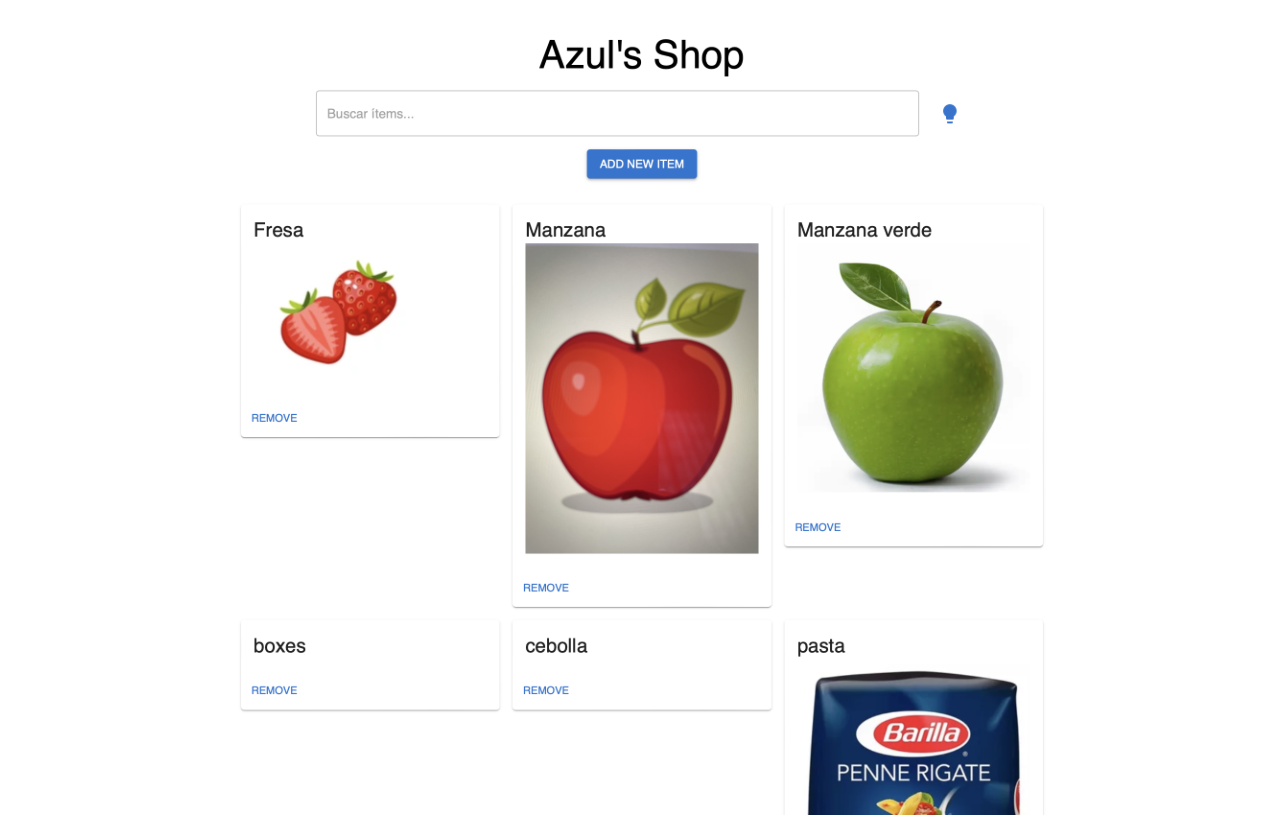 Azul's Shop
Buscar ítems...
ADD NEW ITEM
Fresa
REMOVE
Manzana
REMOVE
Manzana verde
REMOVE
boxes
REMOVE
cebolla
REMOVE
pasta
Barilla
PENNE RIGATE